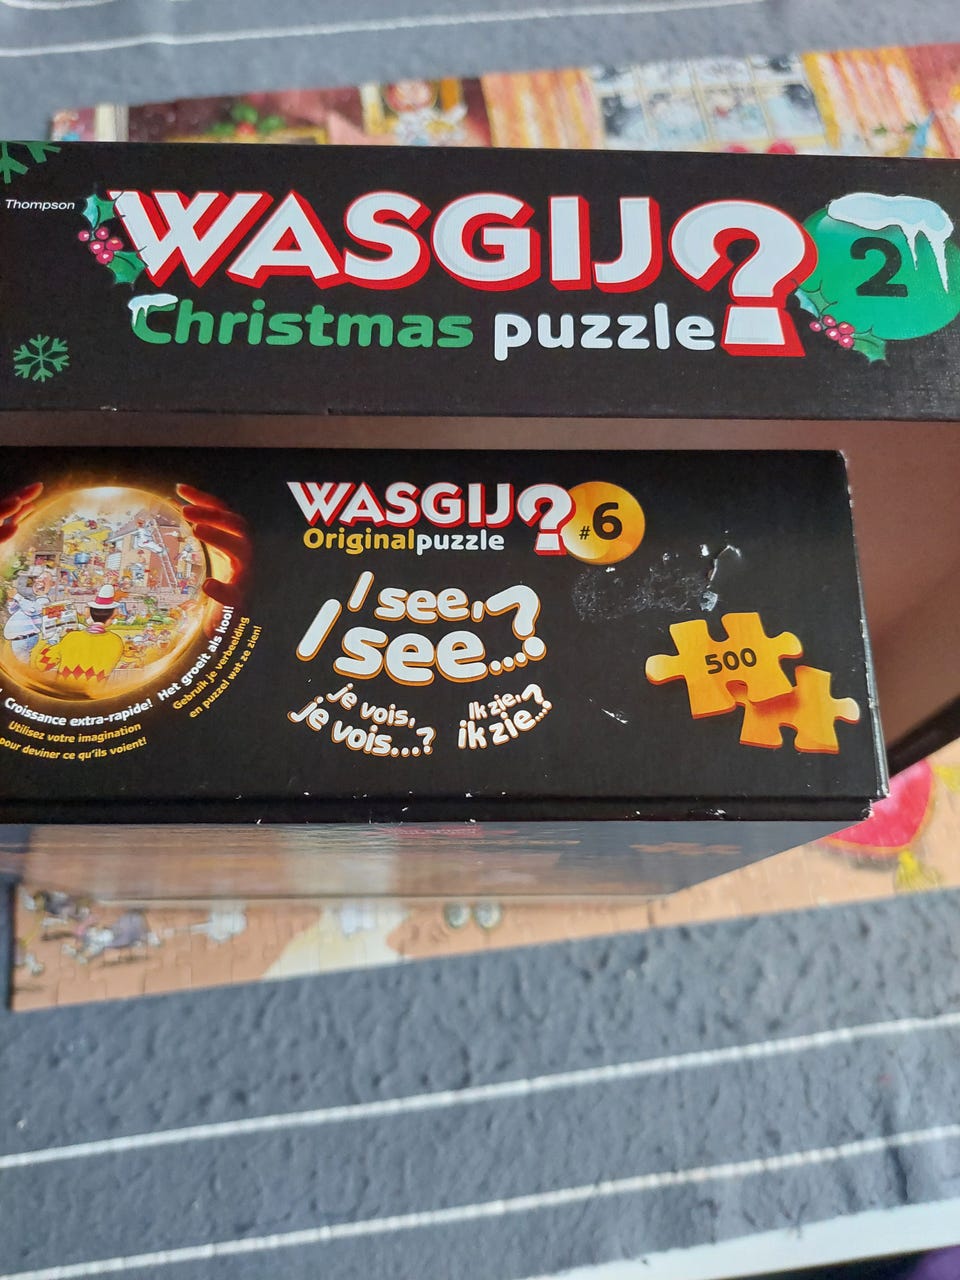 Thompson
WASGIJ?
2
Christmas puzzle
WASGIJ?
#6
Original puzzle
I see,
I see...?
je vois,
je vois...?
Ik zie,
ik zie...?
500
Croissance extra-rapide!
Utilisez votre imagination
pour deviner ce qu'ils voient!
Het groeit als kool!
Gebruik je verbeelding
en puzzel wat ze zien!